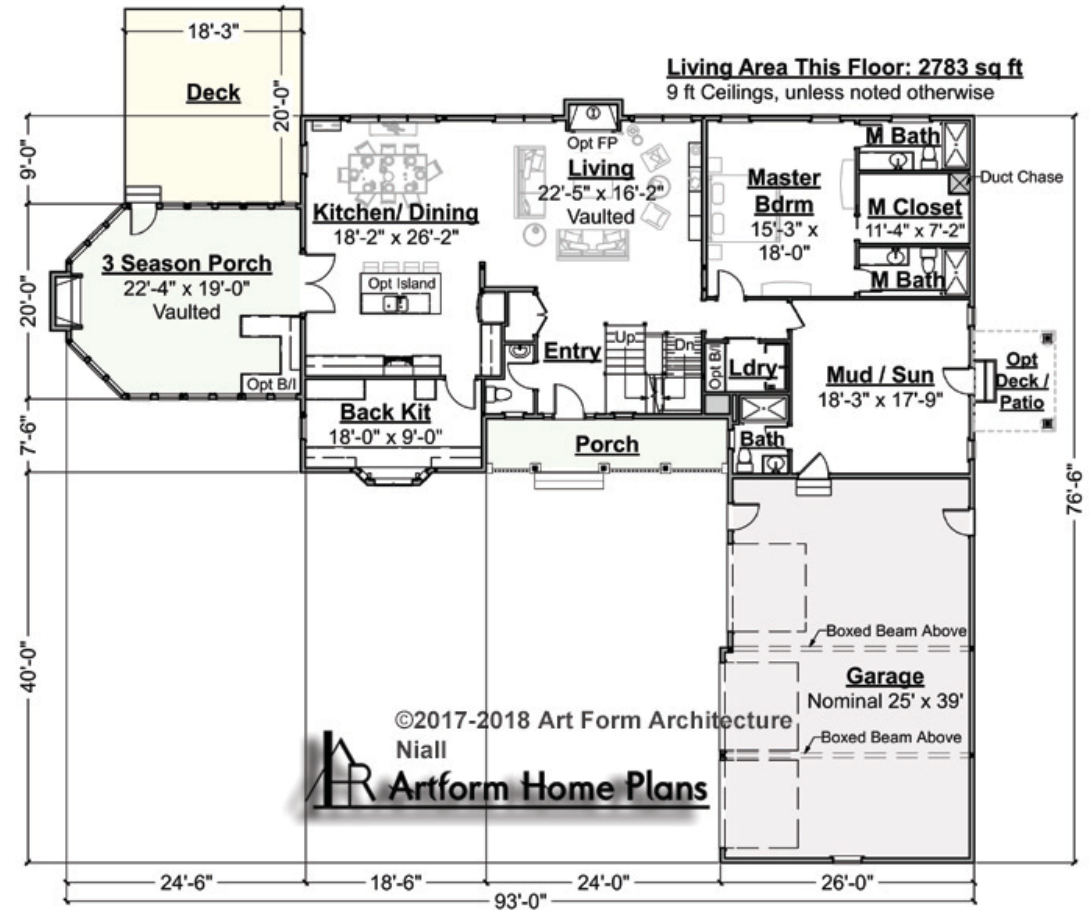 18'-3"
Deck
20'-0"
Living Area This Floor: 2783 sq ft
9 ft Ceilings, unless noted otherwise
9'-0"
Opt FP
M Bath
Living
22'-5" x 16'-2"
Vaulted
Master
Bdrm
15'-3" x
18'-0"
Duct Chase
Kitchen/ Dining
18'-2" x 26'-2"
M Closet
11'-4" x 7'-2"
3 Season Porch
22'-4" x 19'-0"
Vaulted
Opt Island
M Bath
20'-0"
Up
Dn
Entry
Opt B/I
Ldry
Mud / Sun
18'-3" x 17'-9"
Opt
Deck /
Patio
Opt B/I
Back Kit
18'-0" x 9'-0"
7'-6"
Porch
Bath
76'-6"
Boxed Beam Above
40'-0"
Garage
Nominal 25' x 39'
©2017-2018 Art Form Architecture
Niall
Boxed Beam Above
AFR
Artform Home Plans
24'-6"
18'-6"
24'-0"
26'-0"
93'-0"